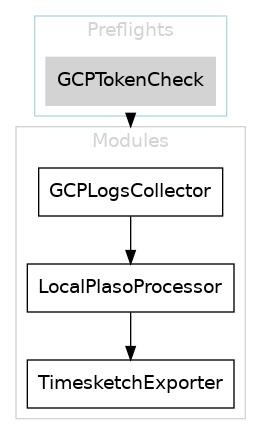 Preflights
GCPTokenCheck
Modules
GCPLogsCollector
LocalPlasoProcessor
TimesketchExporter